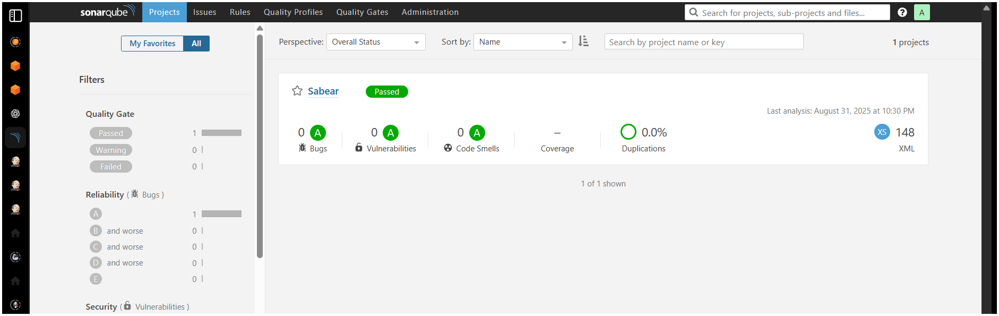 sonarqube Projects Issues Rules Quality Profiles Quality Gates Administration Search for projects, sub-projects and files... ? A
My Favorites All
Filters
Quality Gate
Passed 1
Warning 0
Failed 0
Reliability ( Bugs )
A 1
B and worse 0
C and worse 0
D and worse 0
E 0
Security ( Vulnerabilities )
Perspective: Overall Status Sort by: Name Search by project name or key 1 projects
Sabear Passed
Last analysis: August 31, 2025 at 10:30 PM
0 A 0 A 0 A – 0.0% XS 148
Bugs Vulnerabilities Code Smells Coverage Duplications XML
1 of 1 shown